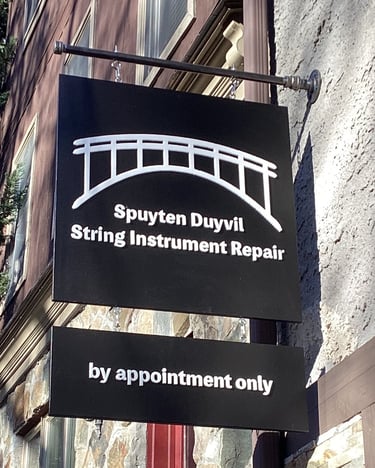 Spuyten Duyvil
String Instrument Repair
by appointment only